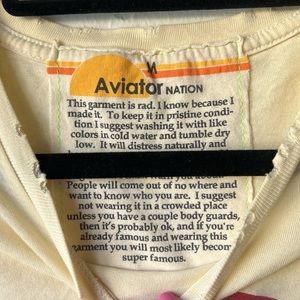 M
Aviator NATION
This garment is rad. I know because I
made it. To keep it in pristine condi-
tion I suggest washing it with like
colors in cold water and tumble dry
low. It will distress naturally and
People will come out of no where and
want to know who you are. I suggest
not wearing it in a crowded place
unless you have a couple body guards,
then it's probably ok, and if you're
already famous and wearing this
garment you will most likely become
super famous.